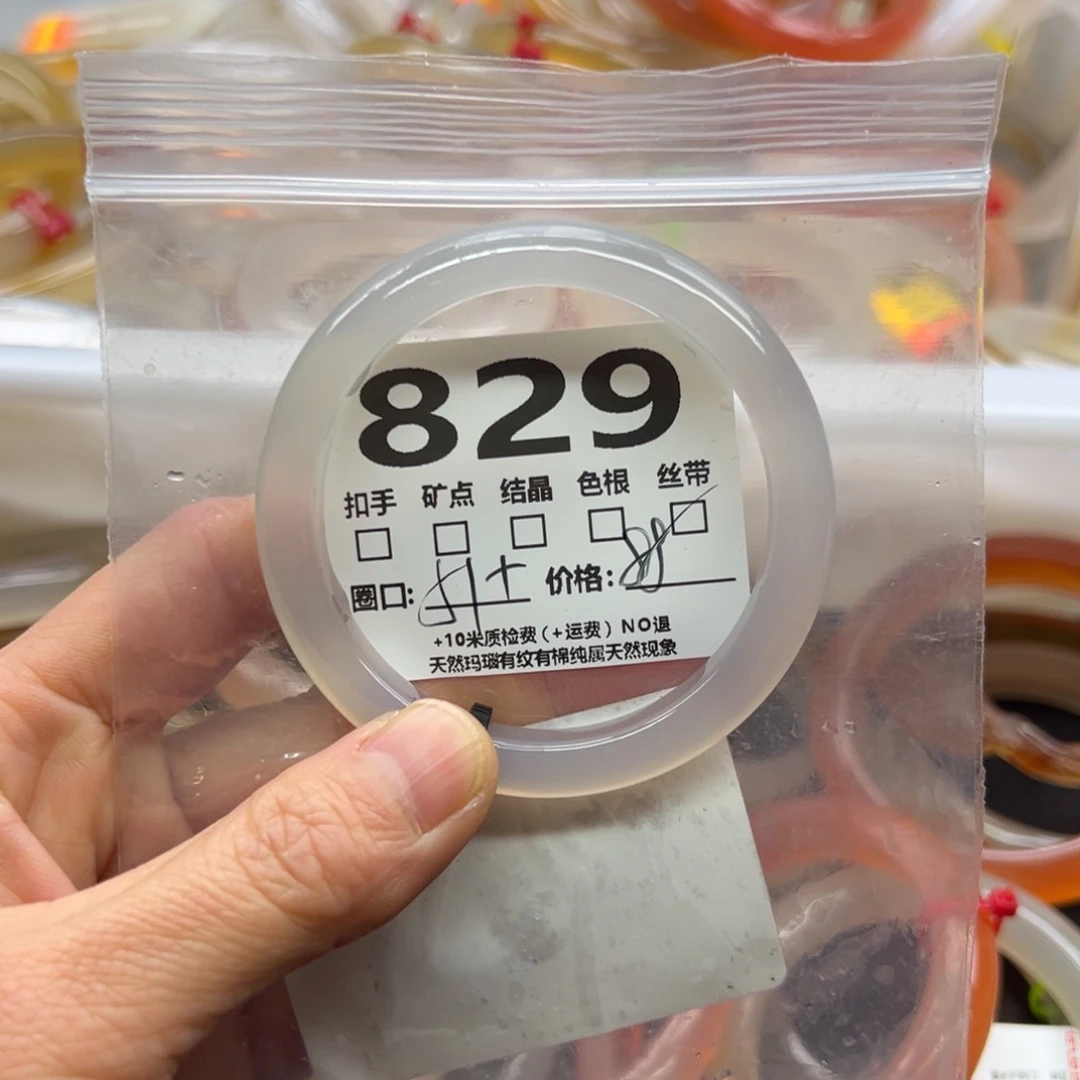 829
扣手 矿点 结晶 色根 丝带
圈口:
价格:
+10米质检费(+运费)NO退
天然玛瑙有纹有棉纯属天然现象